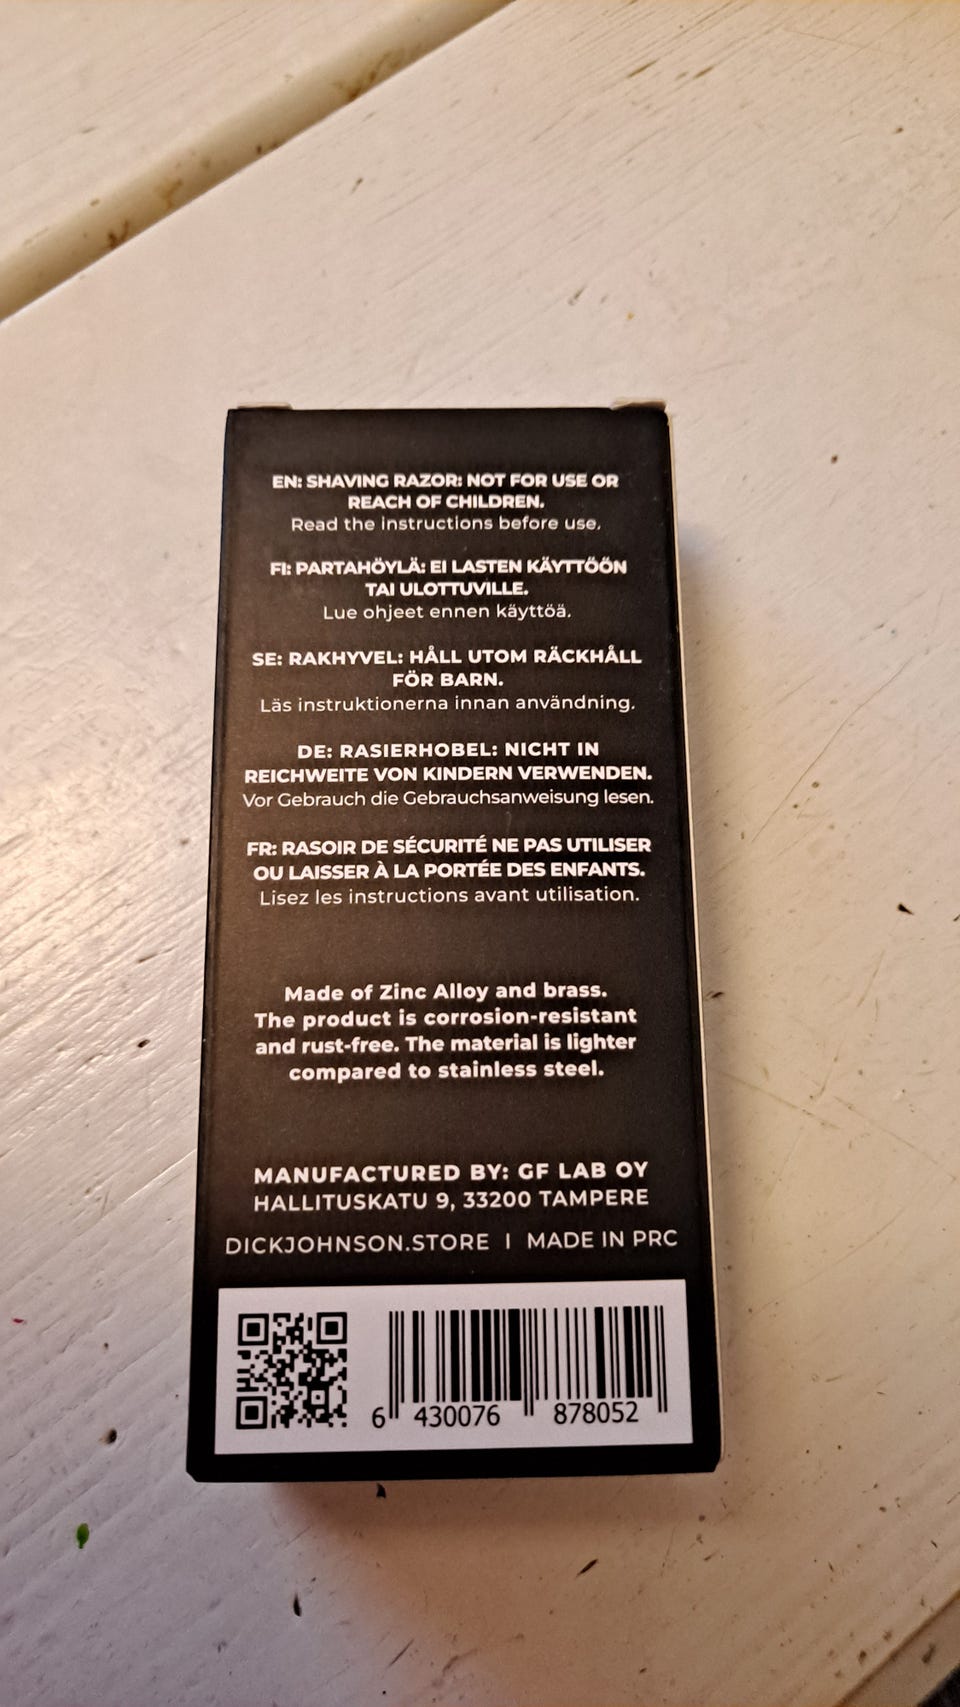 EN: SHAVING RAZOR: NOT FOR USE OR
REACH OF CHILDREN.
Read the instructions before use.
FI: PARTAHÖYLÄ: EI LASTEN KÄYTTÖÖN
TAI ULOTTUVILLE.
Lue ohjeet ennen käyttöä.
SE: RAKHYVEL: HÅLL UTOM RÄCKHÅLL
FÖR BARN.
Läs instruktionerna innan användning.
DE: RASIERHOBEL: NICHT IN
REICHWEITE VON KINDERN VERWENDEN.
Vor Gebrauch die Gebrauchsanweisung lesen.
FR: RASOIR DE SÉCURITÉ NE PAS UTILISER
OU LAISSER À LA PORTÉE DES ENFANTS.
Lisez les instructions avant utilisation.
Made of Zinc Alloy and brass.
The product is corrosion-resistant
and rust-free. The material is lighter
compared to stainless steel.
MANUFACTURED BY: GF LAB OY
HALLITUSKATU 9, 33200 TAMPERE
DICKJOHNSON.STORE I MADE IN PRC
6 430076 878052